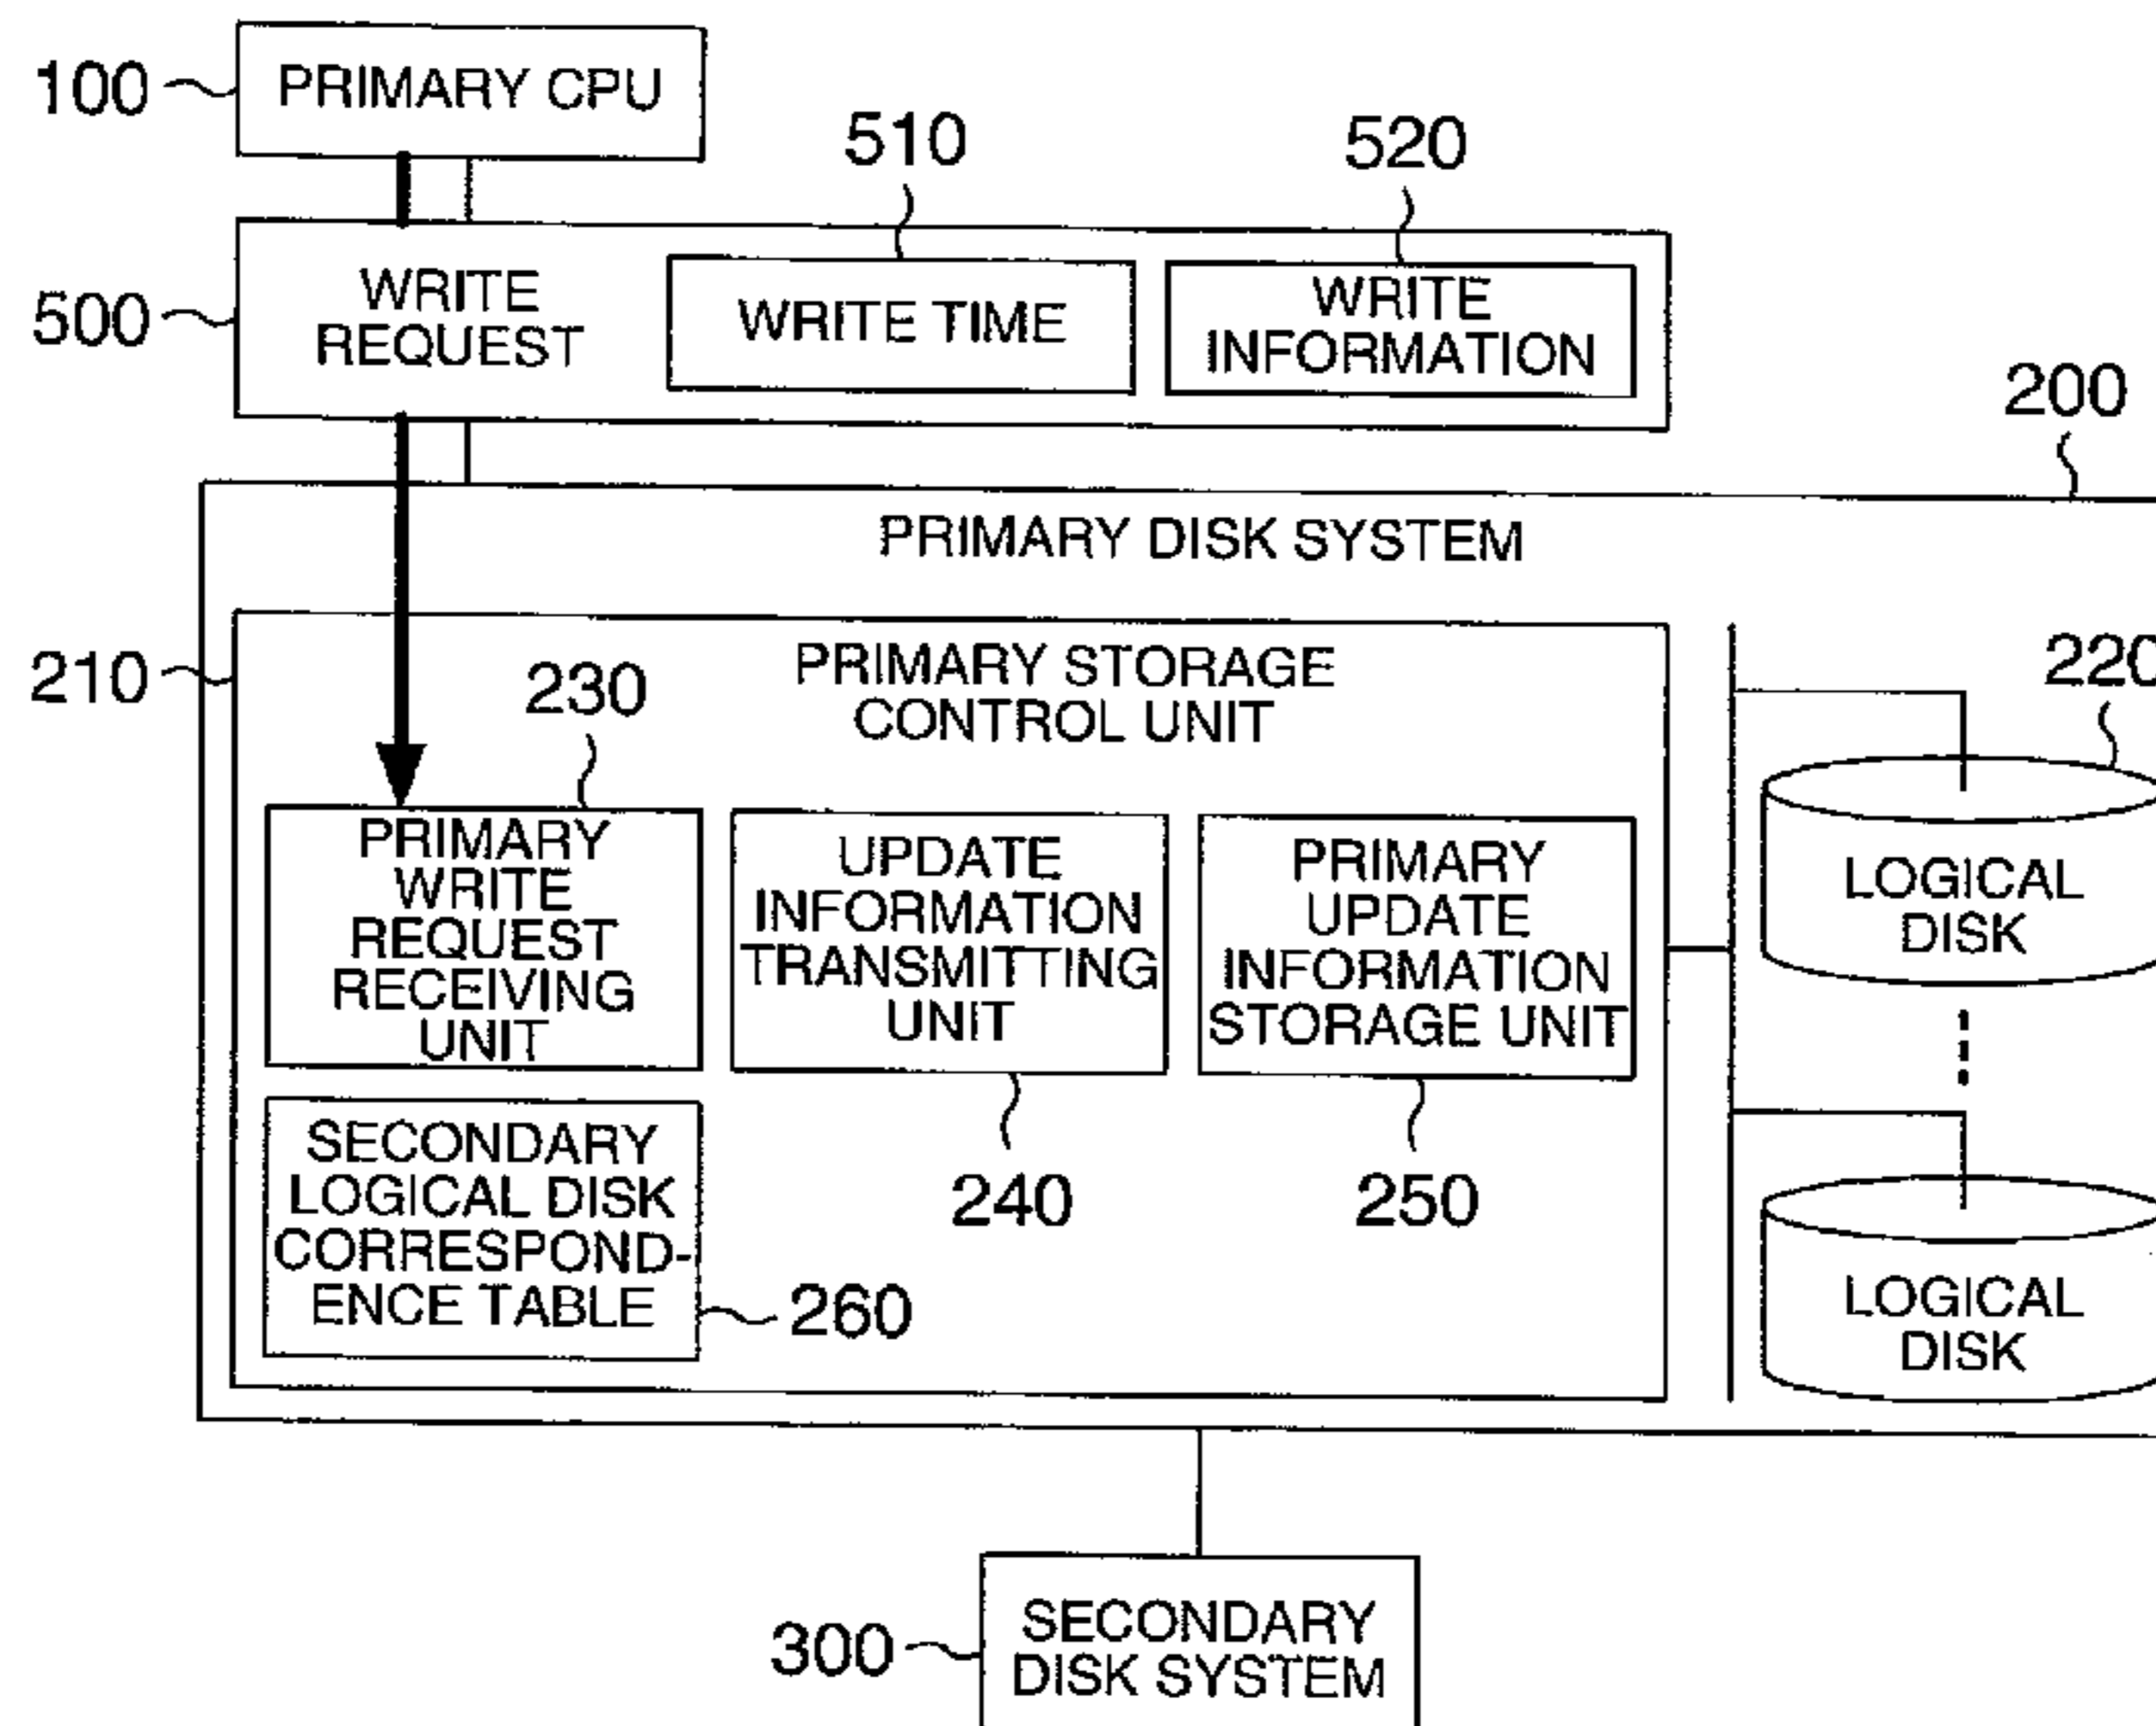 100
PRIMARY CPU
510
520
500
WRITE
REQUEST
WRITE TIME
WRITE
INFORMATION
200
PRIMARY DISK SYSTEM
210
PRIMARY STORAGE
CONTROL UNIT
220
230
PRIMARY
WRITE
REQUEST
RECEIVING
UNIT
UPDATE
INFORMATION
TRANSMITTING
UNIT
PRIMARY
UPDATE
INFORMATION
STORAGE UNIT
LOGICAL
DISK
240
250
SECONDARY
LOGICAL DISK
CORRESPOND-
ENCE TABLE
260
LOGICAL
DISK
300
SECONDARY
DISK SYSTEM